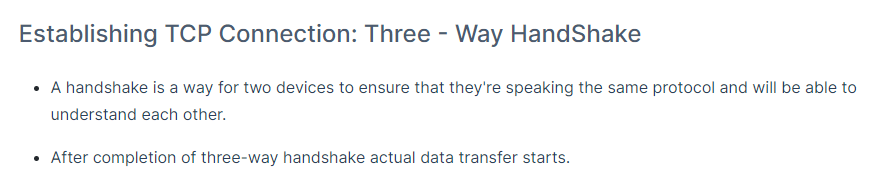 Establishing TCP Connection: Three - Way HandShake
• A handshake is a way for two devices to ensure that they're speaking the same protocol and will be able to
understand each other.
• After completion of three-way handshake actual data transfer starts.